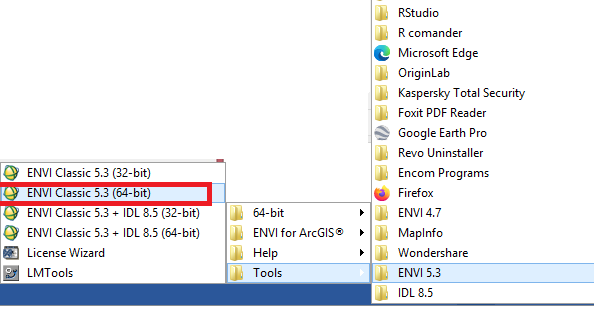 RStudio
R comander
Microsoft Edge
OriginLab
Kaspersky Total Security
Foxit PDF Reader
Google Earth Pro
Revo Uninstaller
Encom Programs
Firefox
ENVI 4.7
MapInfo
Wondershare
ENVI 5.3
IDL 8.5
64-bit
ENVI for ArcGIS®
Help
Tools
ENVI Classic 5.3 (32-bit)
ENVI Classic 5.3 (64-bit)
ENVI Classic 5.3 + IDL 8.5 (32-bit)
ENVI Classic 5.3 + IDL 8.5 (64-bit)
License Wizard
LMTools